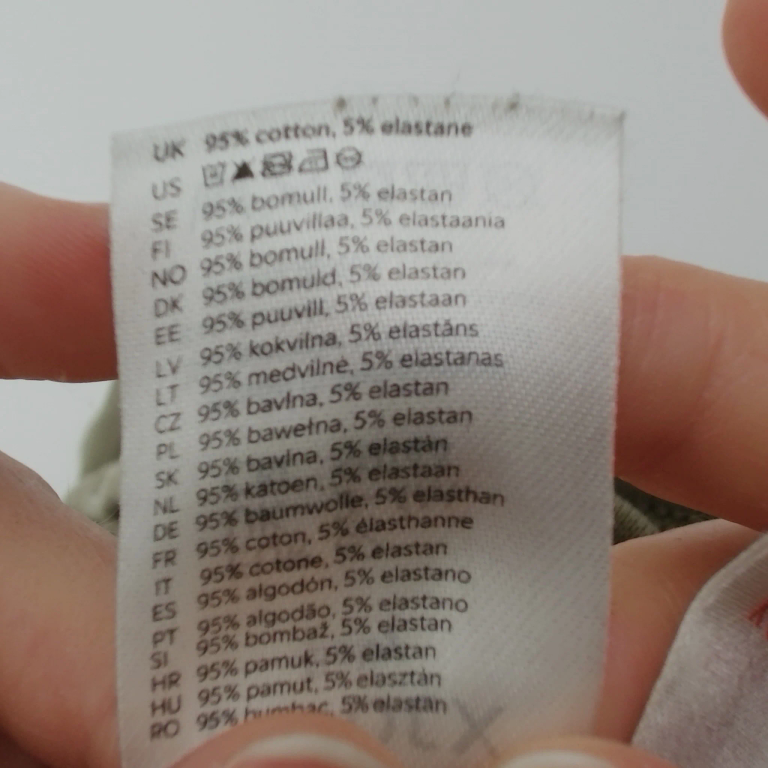 UK 95% cotton, 5% elastane
US
SE 95% bomull, 5% elastan
FI 95% puuvillaa, 5% elastaania
NO 95% bomull, 5% elastan
DK 95% bomuld, 5% elastan
EE 95% puuvill, 5% elastaan
LV 95% kokvilna, 5% elastāns
LT 95% medvilnė, 5% elastanas
CZ 95% bavlna, 5% elastan
PL 95% bawełna, 5% elastan
SK 95% bavlna, 5% elastán
NL 95% katoen, 5% elastaan
DE 95% baumwolle, 5% elasthan
FR 95% coton, 5% élasthanne
IT 95% cotone, 5% elastan
ES 95% algodón, 5% elastano
PT 95% algodão, 5% elastano
SI 95% bombaž, 5% elastan
HR 95% pamuk, 5% elastan
HU 95% pamut, 5% elasztán
RO 95% bumbac, 5% elastan